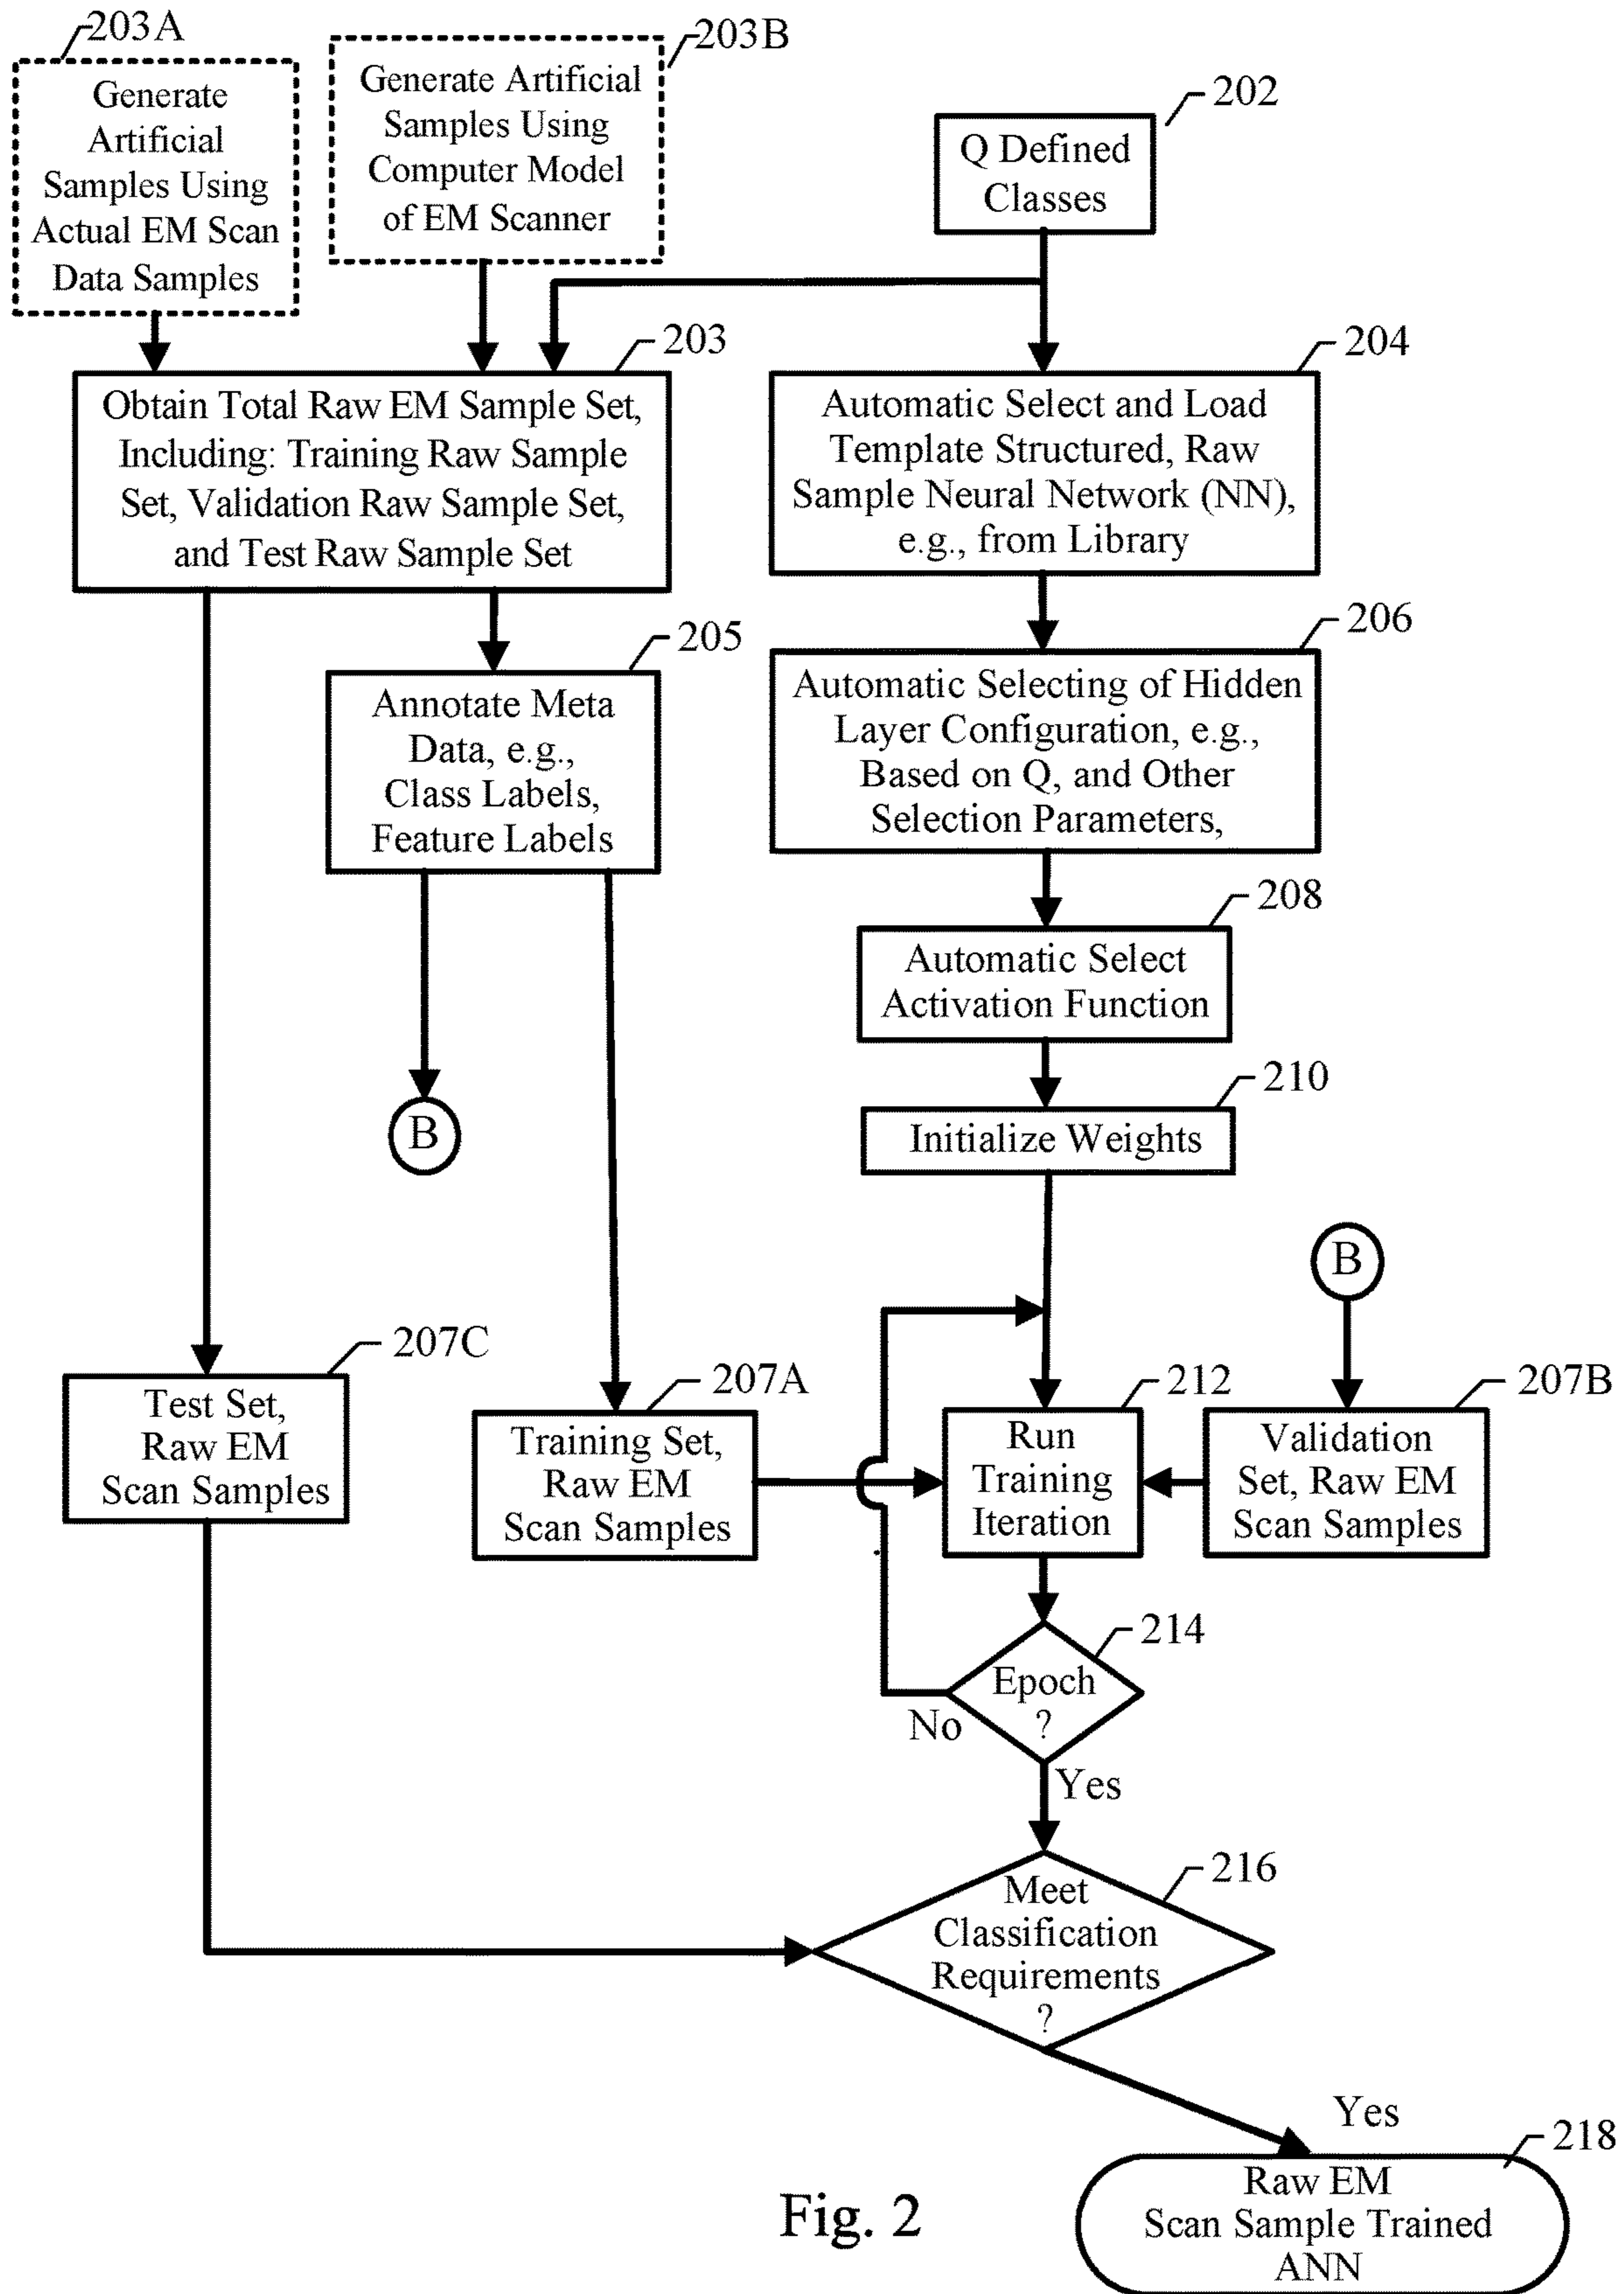 203A
Generate
Artificial
Samples Using
Actual EM Scan
Data Samples
203B
Generate Artificial
Samples Using
Computer Model
of EM Scanner
202
Q Defined
Classes
203
Obtain Total Raw EM Sample Set,
Including: Training Raw Sample
Set, Validation Raw Sample Set,
and Test Raw Sample Set
204
Automatic Select and Load
Template Structured, Raw
Sample Neural Network (NN),
e.g., from Library
205
Annotate Meta
Data, e.g.,
Class Labels,
Feature Labels
206
Automatic Selecting of Hidden
Layer Configuration, e.g.,
Based on Q, and Other
Selection Parameters,
208
Automatic Select
Activation Function
B
210
Initialize Weights
B
207C
Test Set,
Raw EM
Scan Samples
207A
Training Set,
Raw EM
Scan Samples
212
Run
Training
Iteration
207B
Validation
Set, Raw EM
Scan Samples
214
Epoch
?
No
Yes
216
Meet
Classification
Requirements
?
Yes
218
Raw EM
Scan Sample Trained
ANN
Fig. 2